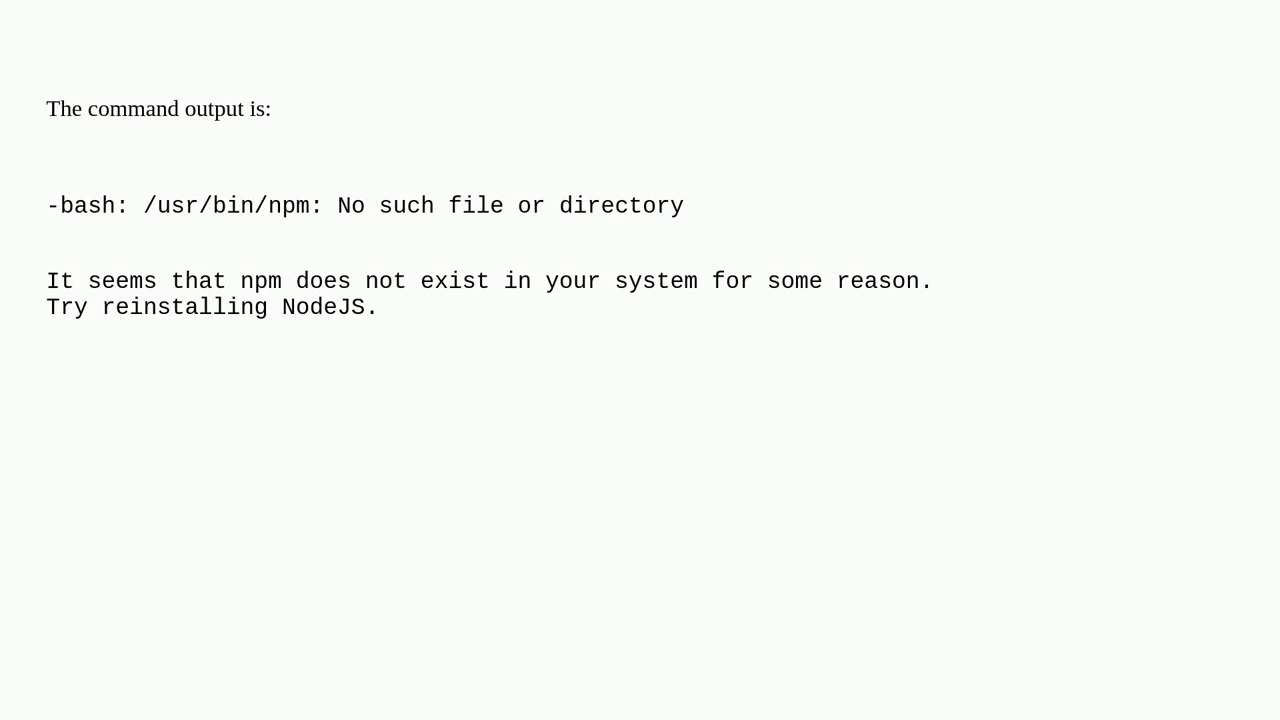 The command output is:
-bash: /usr/bin/npm: No such file or directory
It seems that npm does not exist in your system for some reason.
Try reinstalling NodeJS.